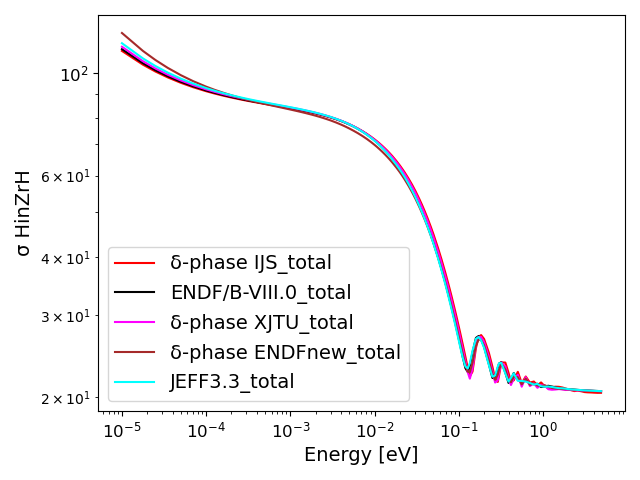 10²
6 × 10¹
4 × 10¹
3 × 10¹
2 × 10¹
σ HinZrH
δ-phase IJS_total
ENDF/B-VIII.0_total
δ-phase XJTU_total
δ-phase ENDFnew_total
JEFF3.3_total
10⁻⁵ 10⁻⁴ 10⁻³ 10⁻² 10⁻¹ 10⁰
Energy [eV]